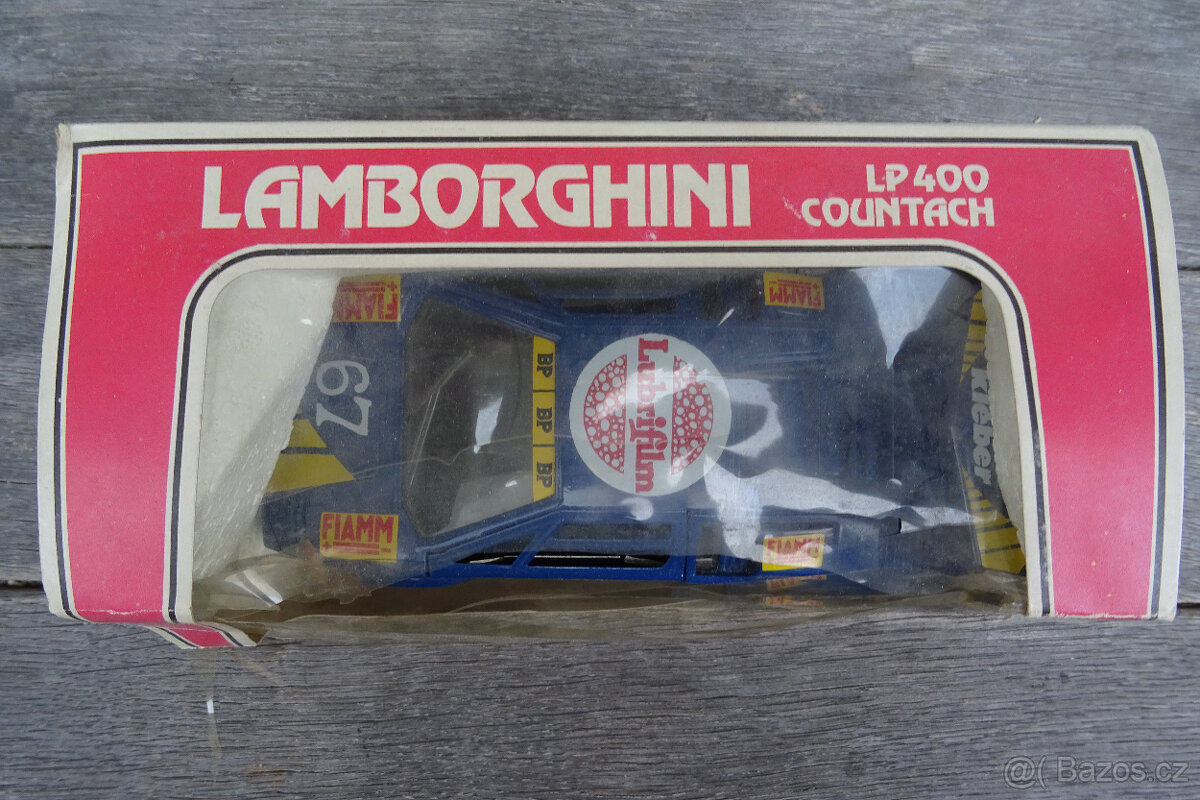 LAMBORGHINI
LP400
COUNTACH
FIAMM
FIAMM
67
BP BP BP
Lubrifilm
kleber
FIAMM
FIAMM
@( Bazos.cz